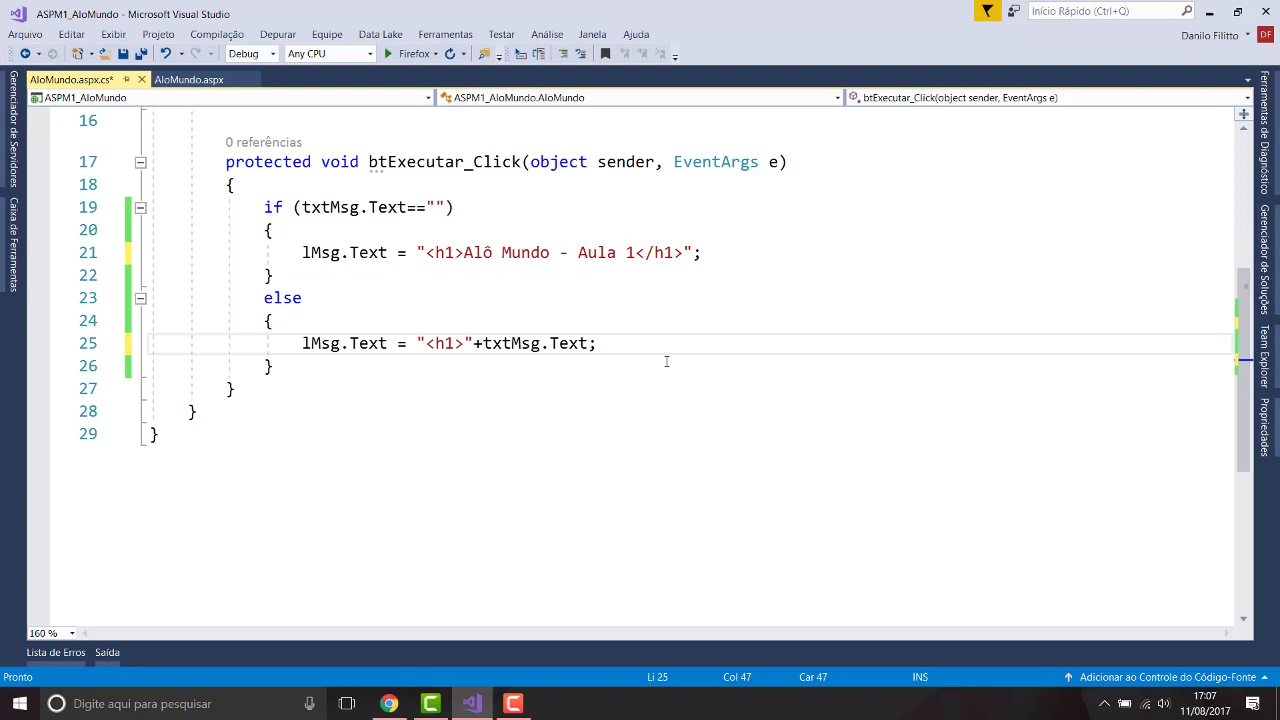 ASPM1_AloMundo - Microsoft Visual Studio
Início Rápido (Ctrl+Q)
Arquivo Editar Exibir Projeto Compilação Depurar Equipe Data Lake Ferramentas Testar Análise Janela Ajuda
Danilo Filitto DF
Debug Any CPU Firefox
AloMundo.aspx.cs* AloMundo.aspx
ASPM1_AloMundo ASPM1_AloMundo.AloMundo btExecutar_Click(object sender, EventArgs e)
Gerenciador de Servidores
Caixa de Ferramentas
16
0 referências
17 protected void btExecutar_Click(object sender, EventArgs e)
18 {
19 if (txtMsg.Text=="")
20 {
21 lMsg.Text = "<h1>Alô Mundo - Aula 1</h1>";
22 }
23 else
24 {
25 lMsg.Text = "<h1>"+txtMsg.Text;
26 }
27 }
28 }
29 }
Ferramentas de Diagnóstico
Gerenciador de Soluções
Team Explorer
Propriedades
160 %
Lista de Erros Saída
Pronto Li 25 Col 47 Car 47 INS Adicionar ao Controle do Código-Fonte
Digite aqui para pesquisar
17:07
11/08/2017